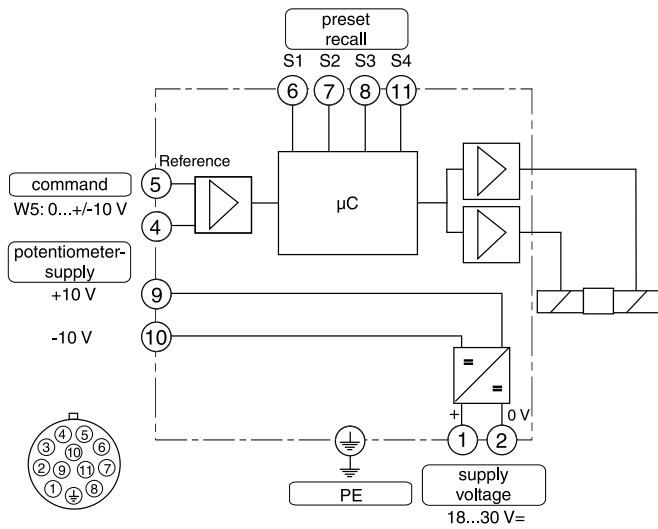 preset
recall
S1 S2 S3 S4
6 7 8 11
Reference
5
command
W5: 0...+/-10 V
4
µC
potentiometer-
supply
+10 V
9
-10 V
10
=
=
+ 0 V
1 2
PE
supply
voltage
18...30 V=
4 5
3 10 6
2 9 11 7
1 8